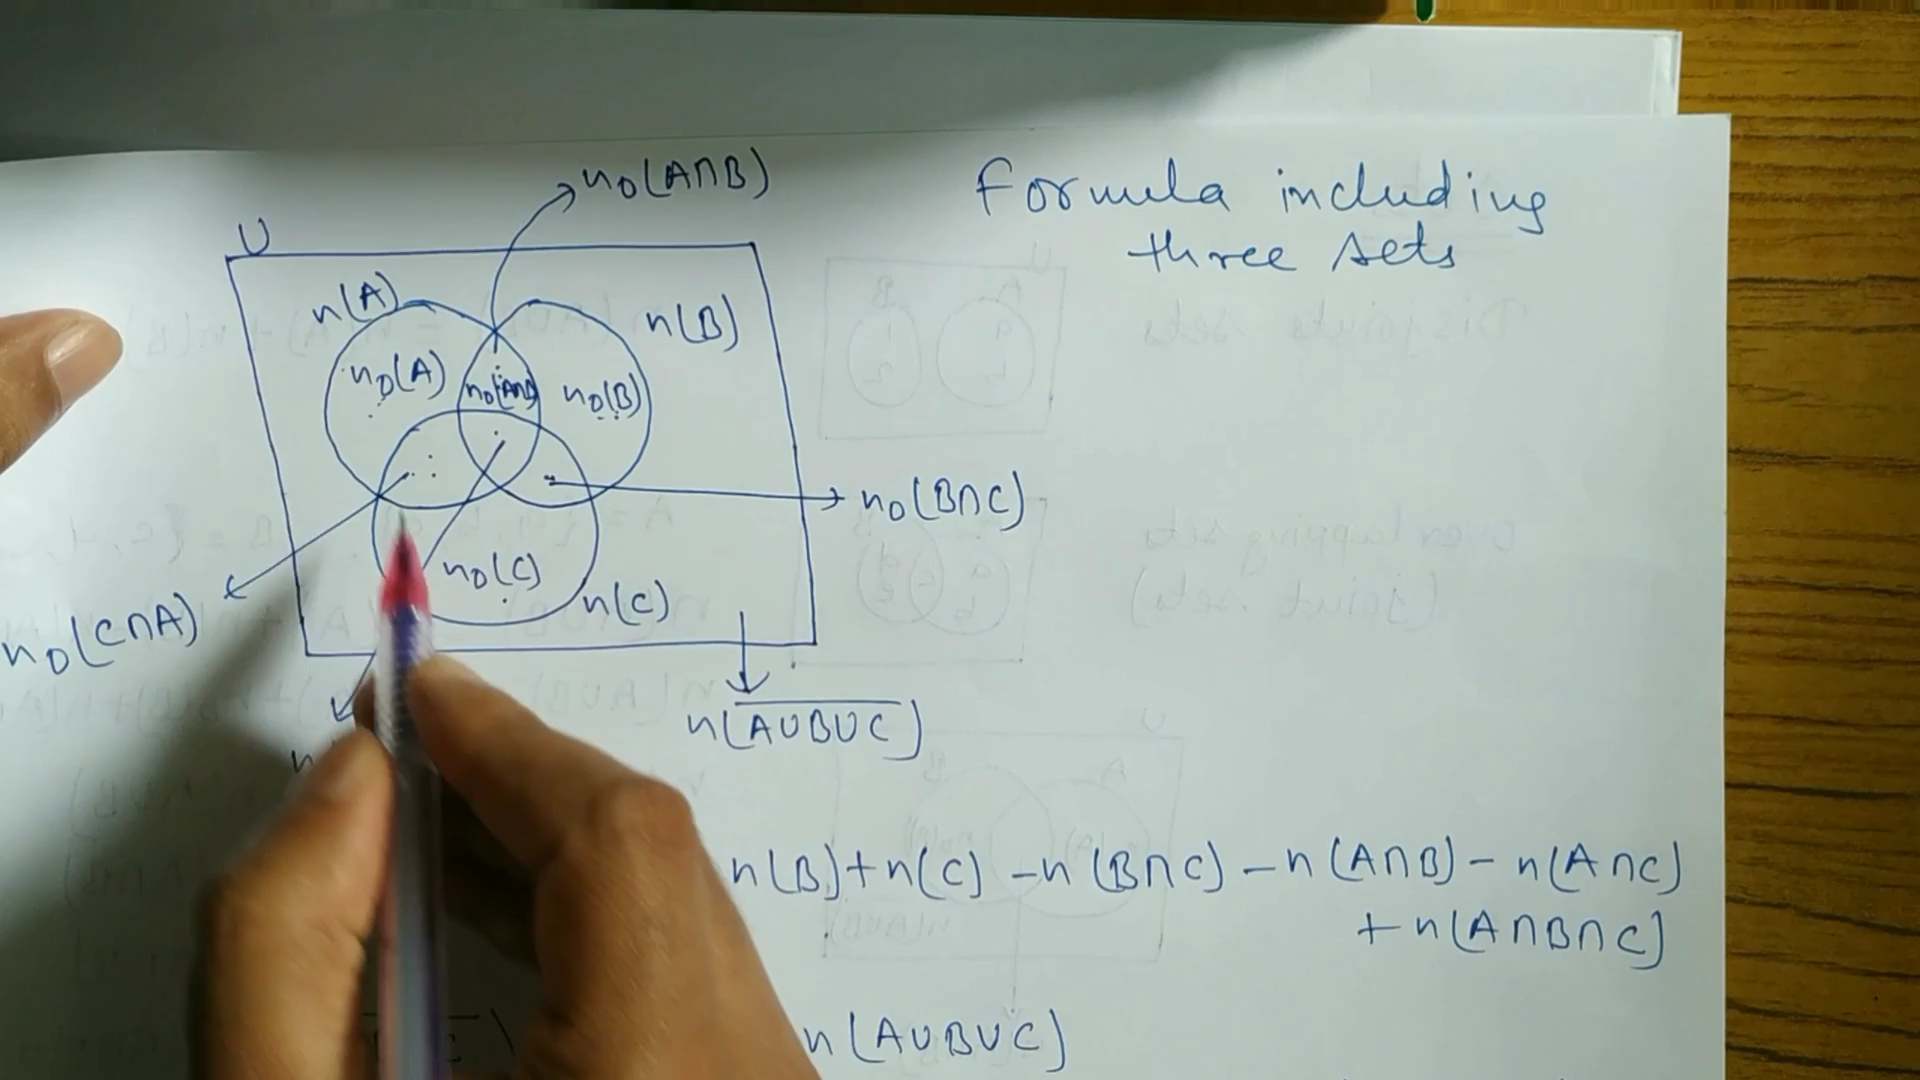 n₀(A∩B)
Formula including
three sets
U
n(A)
n(B)
n₀(A)
n₀(A∩B)
n₀(B)
n₀(B∩C)
n₀(C)
n(C)
n₀(C∩A)
n(A∪B∪C)
n(B)+n(C) -n(B∩C) -n(A∩B) - n(A∩C)
+ n(A∩B∩C)
n(A∪B∪C)